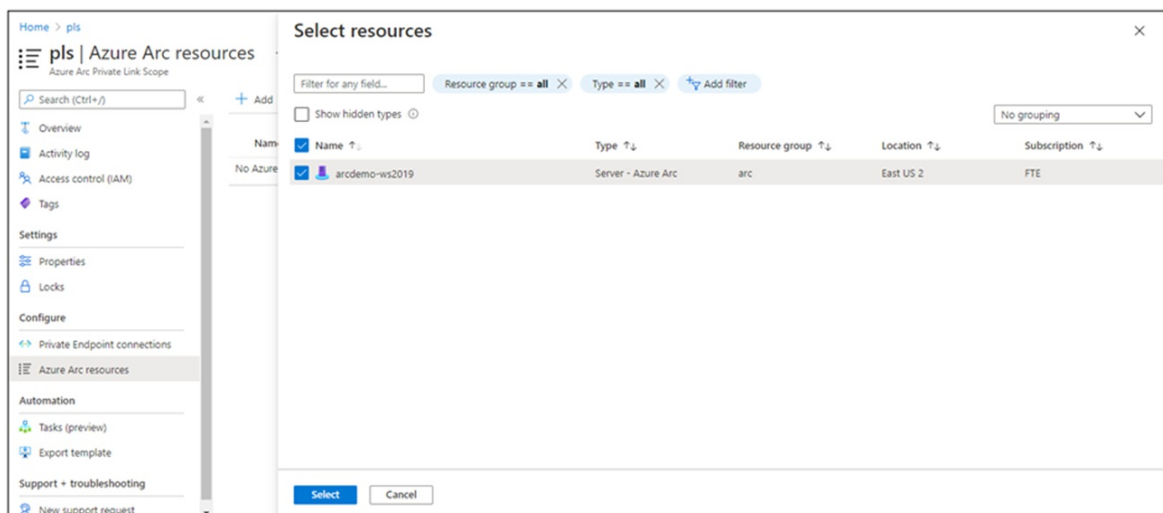 Home > pls
pls | Azure Arc resources
Azure Arc Private Link Scope
Search (Ctrl+/)
Overview
Activity log
Access control (IAM)
Tags
Settings
Properties
Locks
Configure
Private Endpoint connections
Azure Arc resources
Automation
Tasks (preview)
Export template
Support + troubleshooting
New support request
+ Add
Nam
No Azure
Select resources
Filter for any field...
Resource group == all
Type == all
Add filter
Show hidden types
No grouping
Name Type Resource group Location Subscription
arcdemo-ws2019 Server - Azure Arc arc East US 2 FTE
Select Cancel